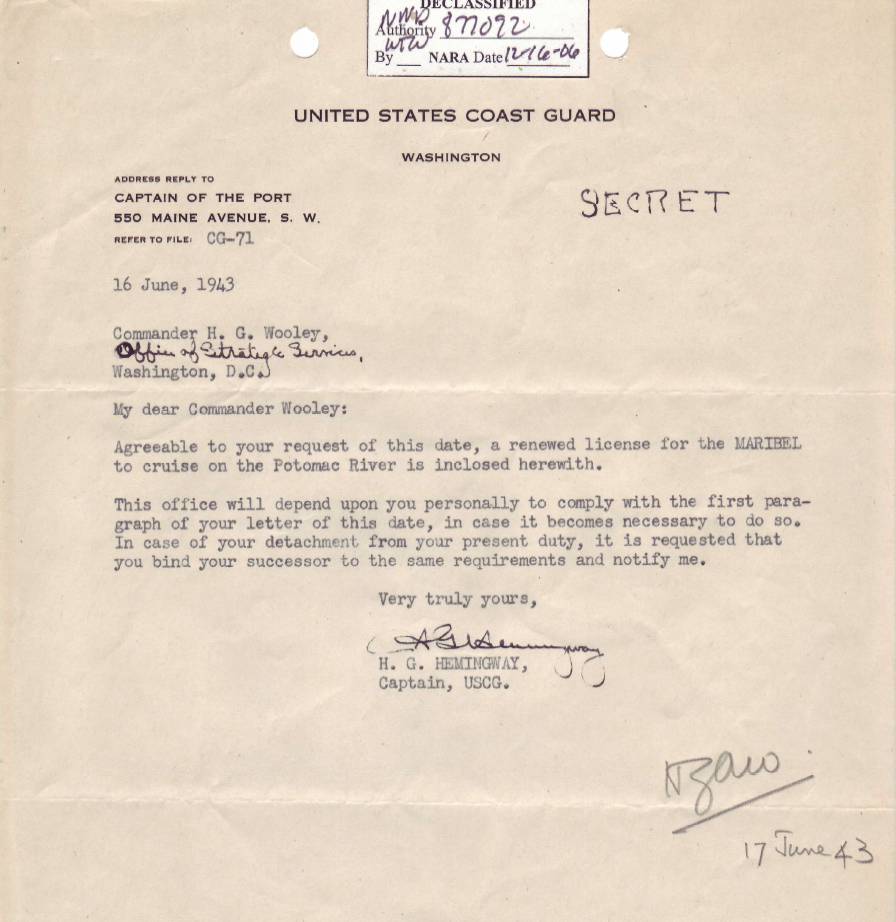 DECLASSIFIED
Authority NND 877092
By WTW NARA Date 12-16-06
UNITED STATES COAST GUARD
WASHINGTON
ADDRESS REPLY TO
CAPTAIN OF THE PORT
550 MAINE AVENUE, S. W.
REFER TO FILE: CG-71
SECRET
16 June, 1943
Commander H. G. Wooley,
Office of Strategic Services,
Washington, D.C.
My dear Commander Wooley:
Agreeable to your request of this date, a renewed license for the MARIBEL
to cruise on the Potomac River is inclosed herewith.
This office will depend upon you personally to comply with the first para-
graph of your letter of this date, in case it becomes necessary to do so.
In case of your detachment from your present duty, it is requested that
you bind your successor to the same requirements and notify me.
Very truly yours,
H G Hemingway
H. G. HEMINGWAY,
Captain, USCG.
17 June 43